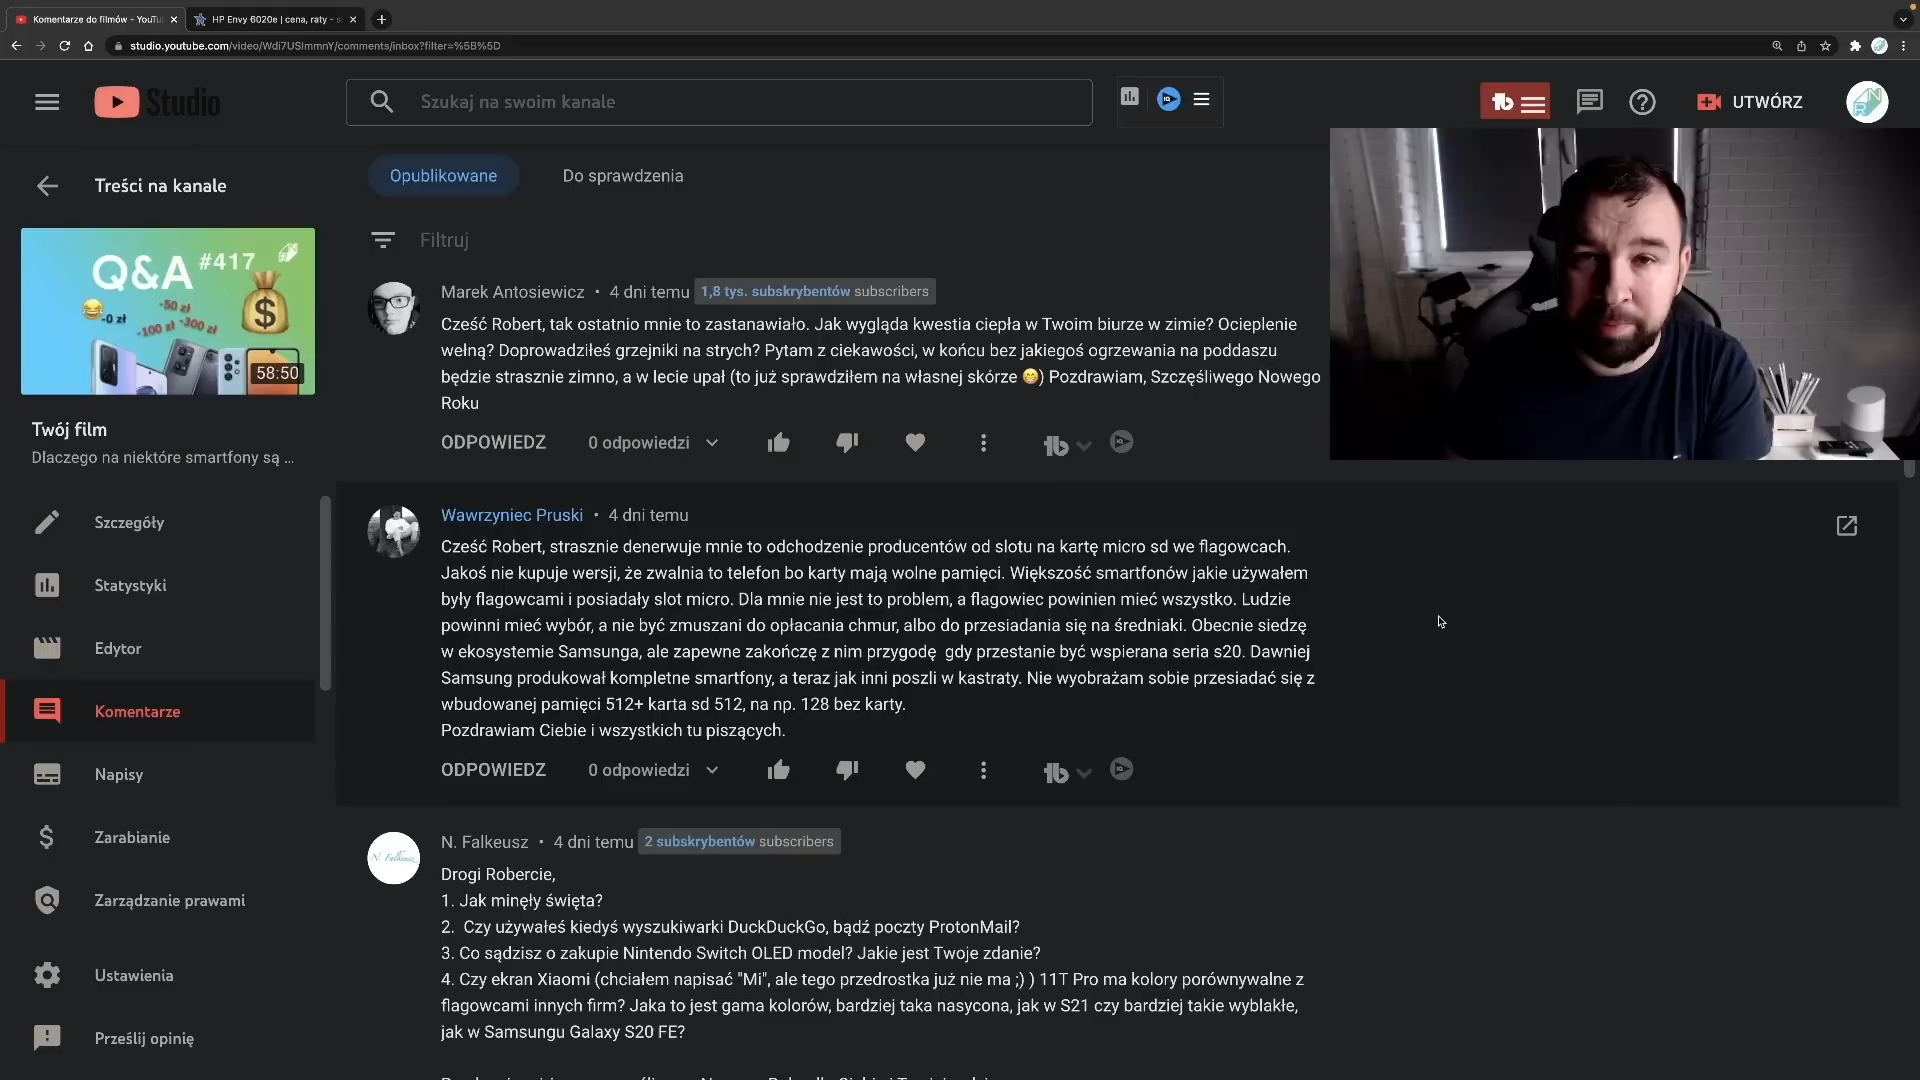 Komentarze do filmów - YouTu
HP Envy 6020e | cena, raty - s
studio.youtube.com/video/Wdi7USImmnY/comments/inbox?filter=%5B%5D
Studio
Szukaj na swoim kanale
UTWÓRZ
Treści na kanale
Q&A #417
-0 zł
-50 zł
-100 zł -300 zł
$
58:50
Twój film
Dlaczego na niektóre smartfony są ...
Szczegóły
Statystyki
Edytor
Komentarze
Napisy
Zarabianie
Zarządzanie prawami
Ustawienia
Prześlij opinię
Opublikowane
Do sprawdzenia
Filtruj
Marek Antosiewicz • 4 dni temu 1,8 tys. subskrybentów subscribers
Cześć Robert, tak ostatnio mnie to zastanawiało. Jak wygląda kwestia ciepła w Twoim biurze w zimie? Ocieplenie
wełną? Doprowadziłeś grzejniki na strych? Pytam z ciekawości, w końcu bez jakiegoś ogrzewania na poddaszu
będzie strasznie zimno, a w lecie upał (to już sprawdziłem na własnej skórze 😁) Pozdrawiam, Szczęśliwego Nowego
Roku
ODPOWIEDZ 0 odpowiedzi
Wawrzyniec Pruski • 4 dni temu
Cześć Robert, strasznie denerwuje mnie to odchodzenie producentów od slotu na kartę micro sd we flagowcach.
Jakoś nie kupuje wersji, że zwalnia to telefon bo karty mają wolne pamięci. Większość smartfonów jakie używałem
były flagowcami i posiadały slot micro. Dla mnie nie jest to problem, a flagowiec powinien mieć wszystko. Ludzie
powinni mieć wybór, a nie być zmuszani do opłacania chmur, albo do przesiadania się na średniaki. Obecnie siedzę
w ekosystemie Samsunga, ale zapewne zakończę z nim przygodę  gdy przestanie być wspierana seria s20. Dawniej
Samsung produkował kompletne smartfony, a teraz jak inni poszli w kastraty. Nie wyobrażam sobie przesiadać się z
wbudowanej pamięci 512+ karta sd 512, na np. 128 bez karty.
Pozdrawiam Ciebie i wszystkich tu piszących.
ODPOWIEDZ 0 odpowiedzi
N. Falkeusz
N. Falkeusz • 4 dni temu 2 subskrybentów subscribers
Drogi Robercie,
1. Jak minęły święta?
2.  Czy używałeś kiedyś wyszukiwarki DuckDuckGo, bądź poczty ProtonMail?
3. Co sądzisz o zakupie Nintendo Switch OLED model? Jakie jest Twoje zdanie?
4. Czy ekran Xiaomi (chciałem napisać "Mi", ale tego przedrostka już nie ma ;) ) 11T Pro ma kolory porównywalne z
flagowcami innych firm? Jaka to jest gama kolorów, bardziej taka nasycona, jak w S21 czy bardziej takie wyblakłe,
jak w Samsungu Galaxy S20 FE?